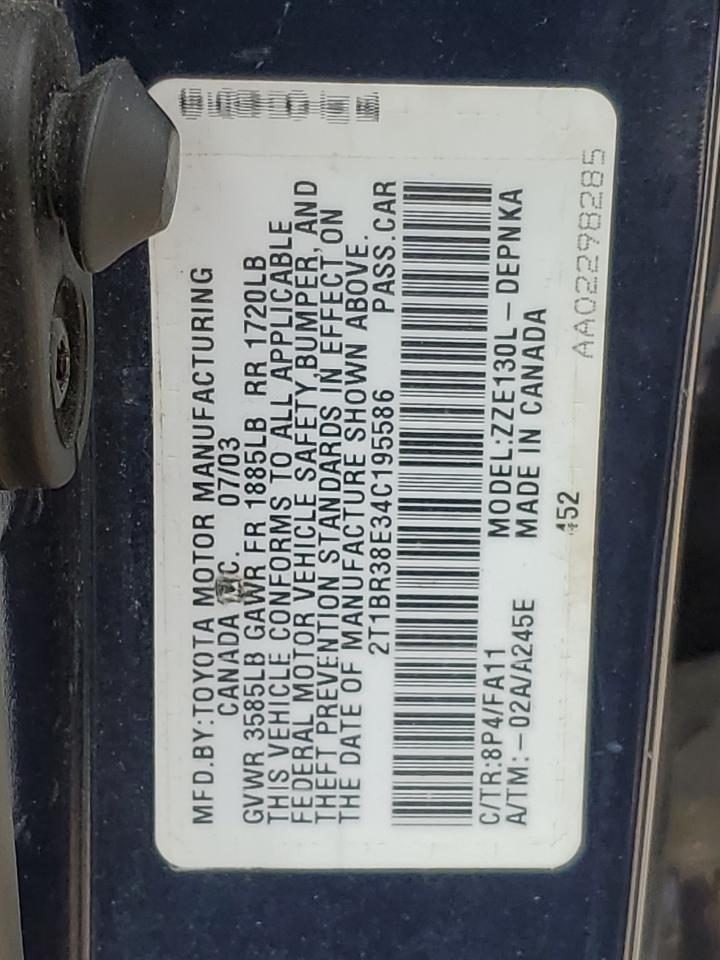 MFD.BY:TOYOTA MOTOR MANUFACTURING
CANADA INC. 07/03
GVWR 3585LB GAWR FR 1885LB RR 1720LB
THIS VEHICLE CONFORMS TO ALL APPLICABLE
FEDERAL MOTOR VEHICLE SAFETY,BUMPER, AND
THEFT PREVENTION STANDARDS IN EFFECT ON
THE DATE OF MANUFACTURE SHOWN ABOVE.
2T1BR38E34C195586 PASS.CAR
C/TR:8P4/FA11 MODEL:ZZE130L-DEPNKA
A/TM:-02A/A245E MADE IN CANADA
452
AA02298285